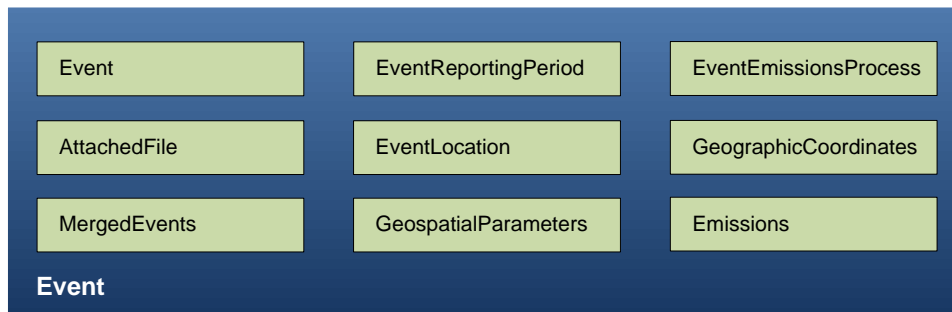 Event
EventReportingPeriod
EventEmissionsProcess
AttachedFile
EventLocation
GeographicCoordinates
MergedEvents
GeospatialParameters
Emissions
Event